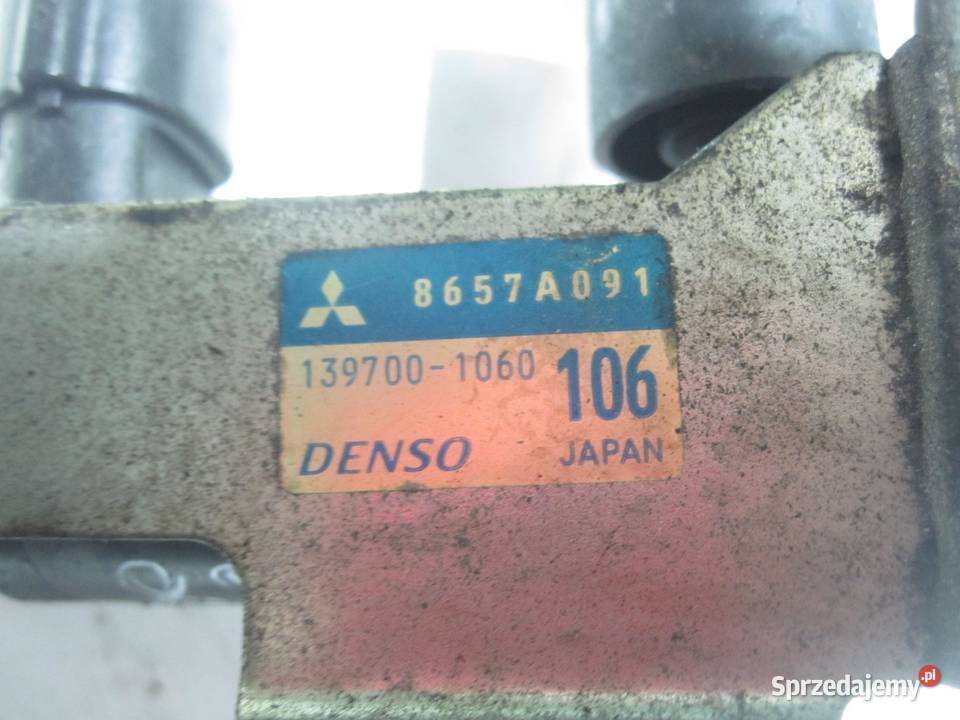 8657A091
139700-1060 106
DENSO JAPAN
Sprzedajemy.pl